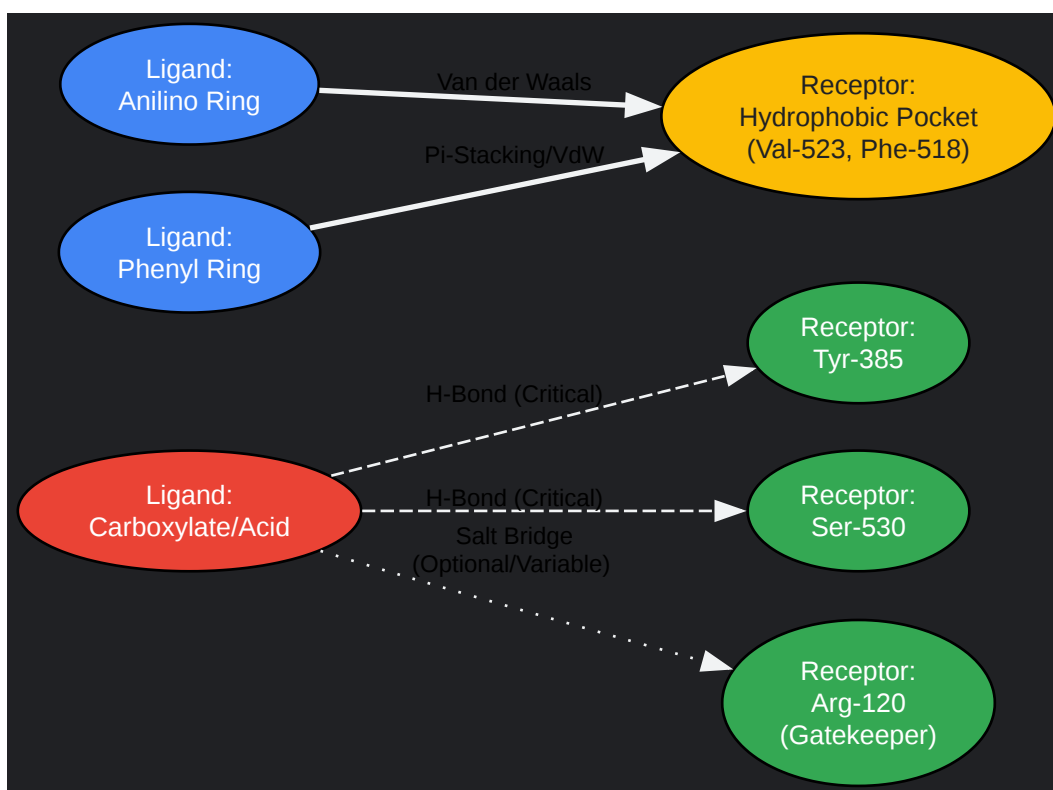 Ligand:
Anilino Ring
Van der Waals
Receptor:
Hydrophobic Pocket
(Val-523, Phe-518)
Pi-Stacking/VdW
Ligand:
Phenyl Ring
Receptor:
Tyr-385
H-Bond (Critical)
Ligand:
Carboxylate/Acid
H-Bond (Critical)
Receptor:
Ser-530
Salt Bridge
(Optional/Variable)
Receptor:
Arg-120
(Gatekeeper)